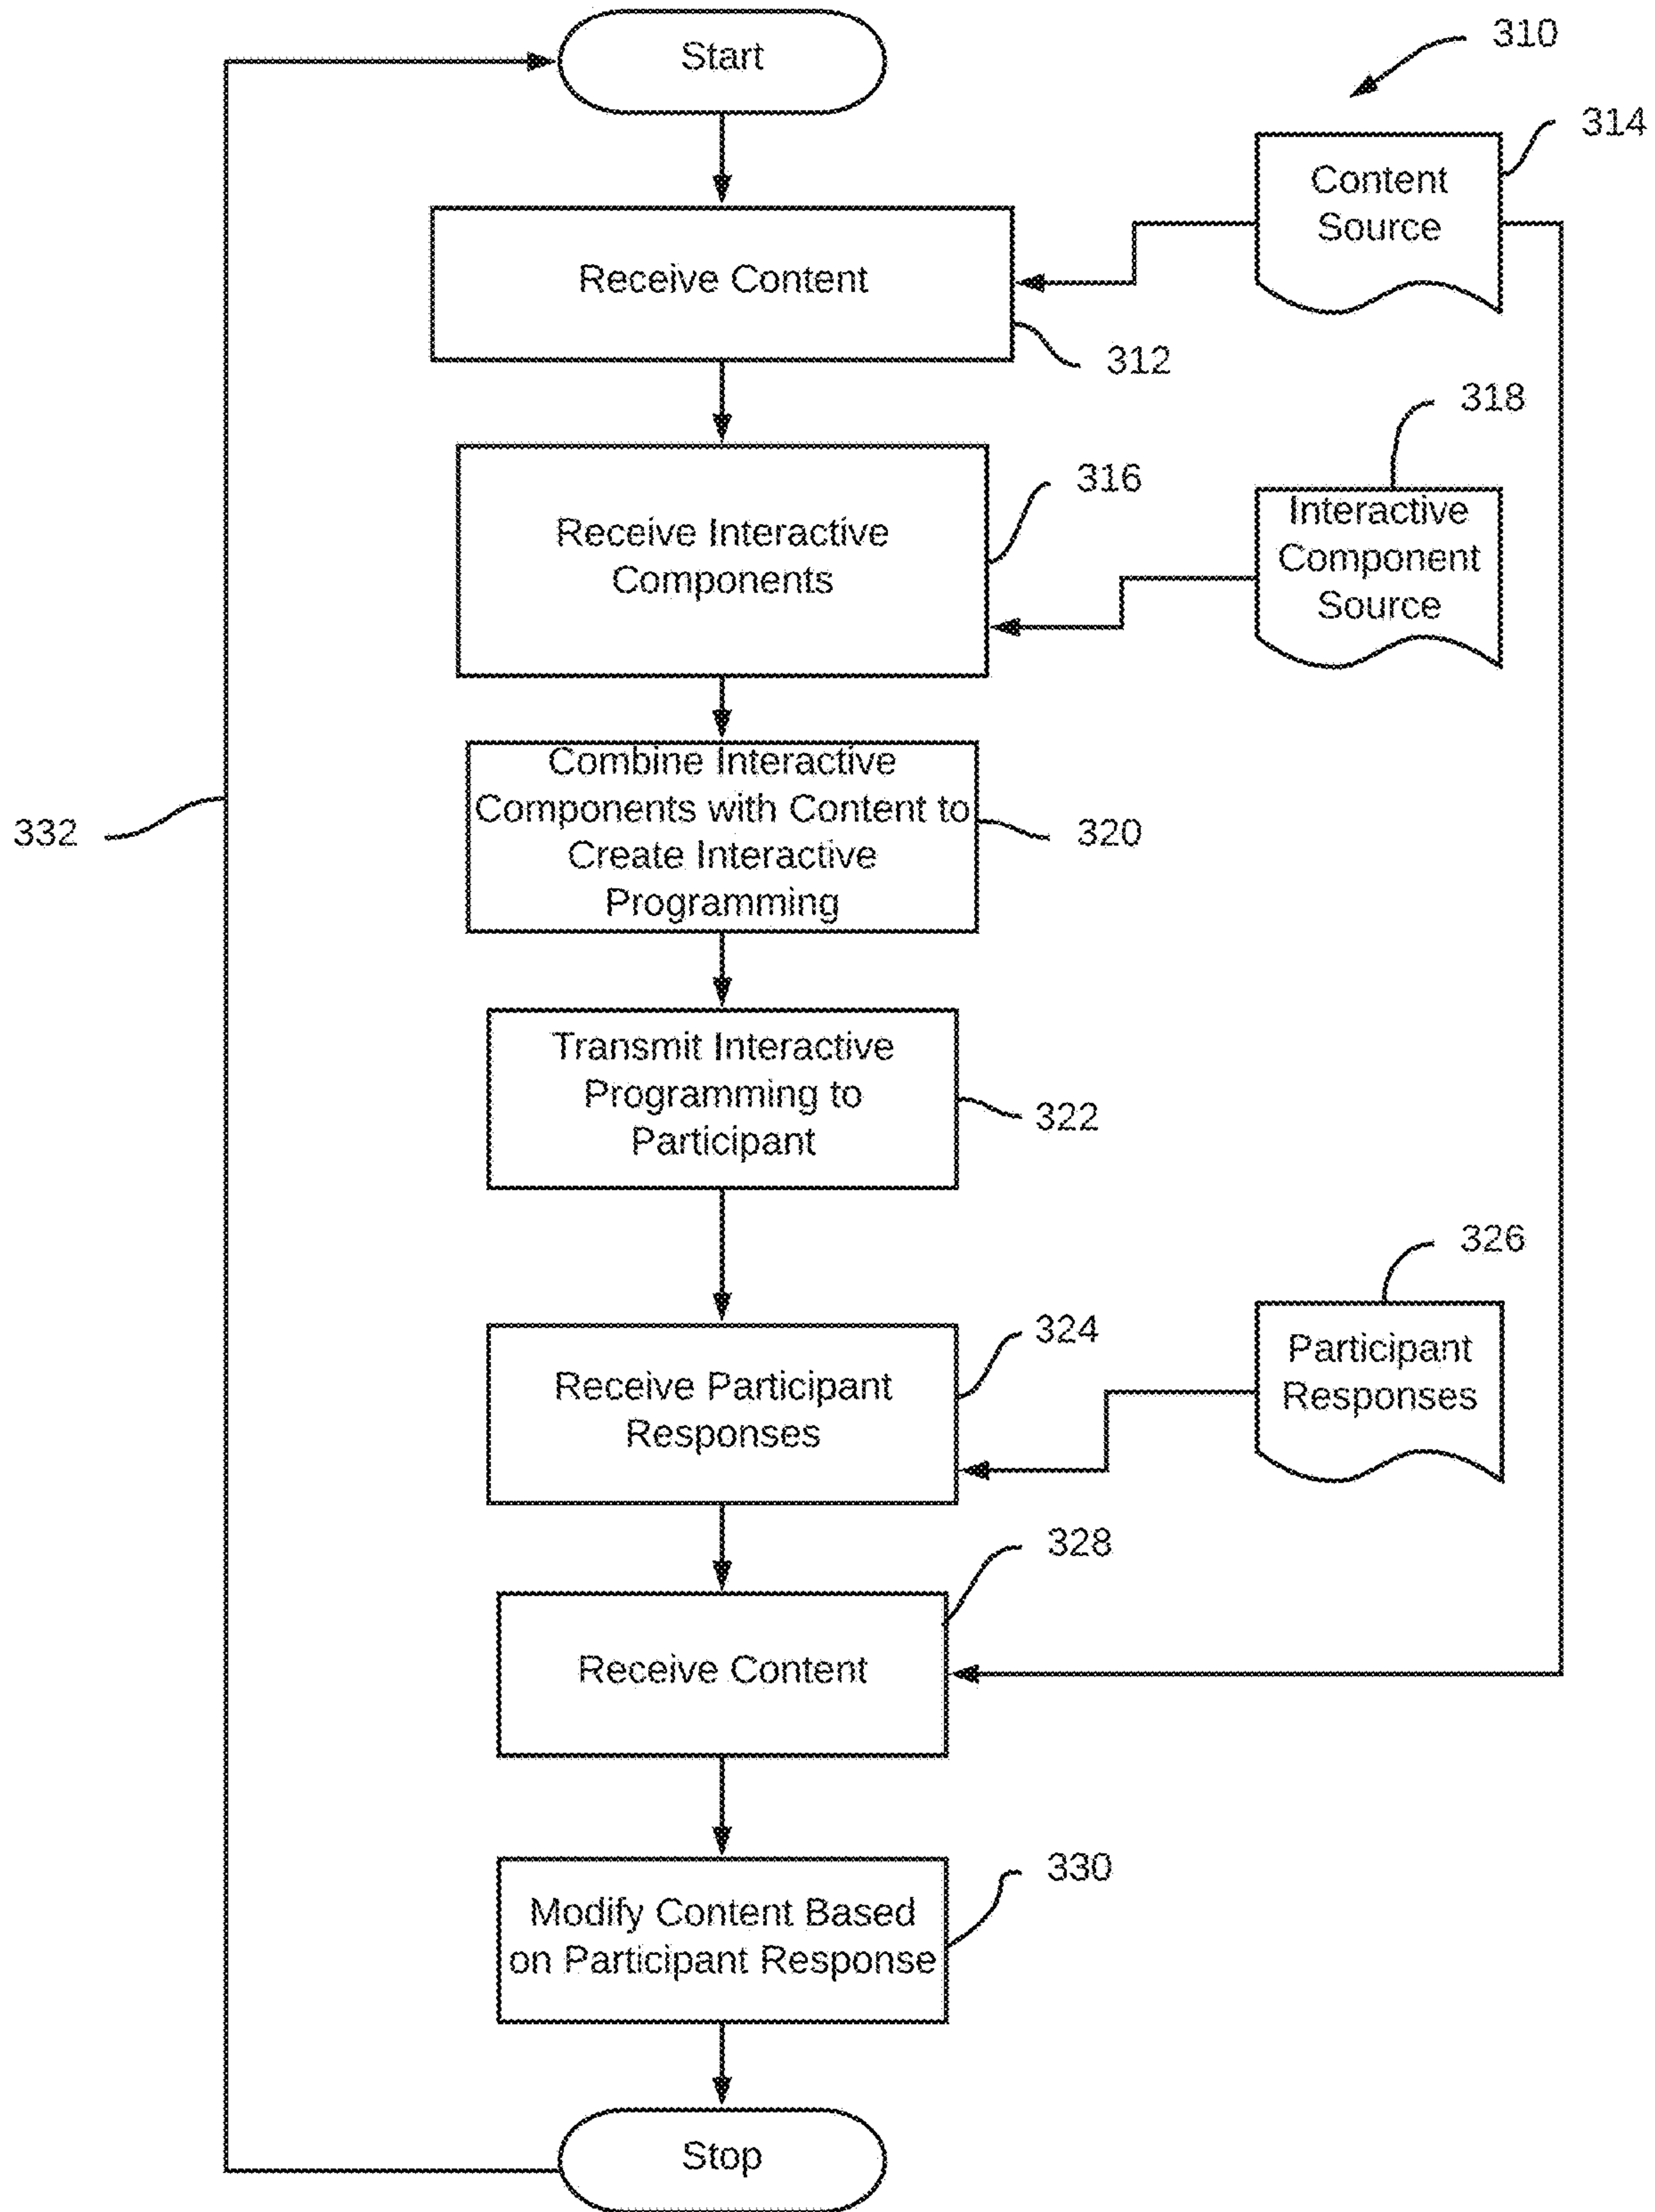 Start
310
314
Content
Source
Receive Content
312
318
316
Interactive
Component
Source
Receive Interactive
Components
Combine Interactive
Components with Content to
Create Interactive
Programming
332
320
Transmit Interactive
Programming to
Participant
322
326
324
Participant
Responses
Receive Participant
Responses
328
Receive Content
330
Modify Content Based
on Participant Response
Stop